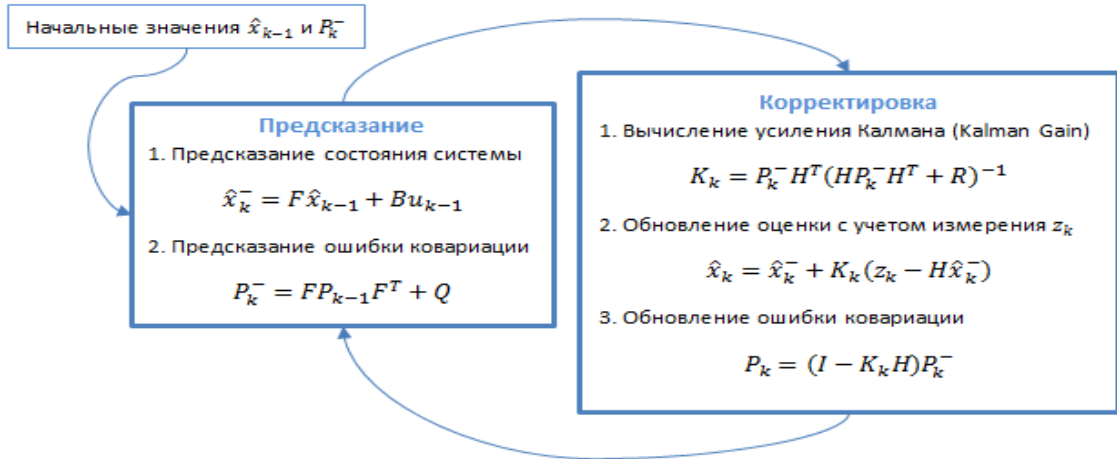 Начальные значения x̂ₖ₋₁ и Pₖ⁻
Предсказание
1. Предсказание состояния системы
x̂ₖ⁻ = Fx̂ₖ₋₁ + Buₖ₋₁
2. Предсказание ошибки ковариации
Pₖ⁻ = FPₖ₋₁Fᵀ + Q
Корректировка
1. Вычисление усиления Калмана (Kalman Gain)
Kₖ = Pₖ⁻Hᵀ(HPₖ⁻Hᵀ + R)⁻¹
2. Обновление оценки с учетом измерения zₖ
x̂ₖ = x̂ₖ⁻ + Kₖ(zₖ − Hx̂ₖ⁻)
3. Обновление ошибки ковариации
Pₖ = (I − KₖH)Pₖ⁻